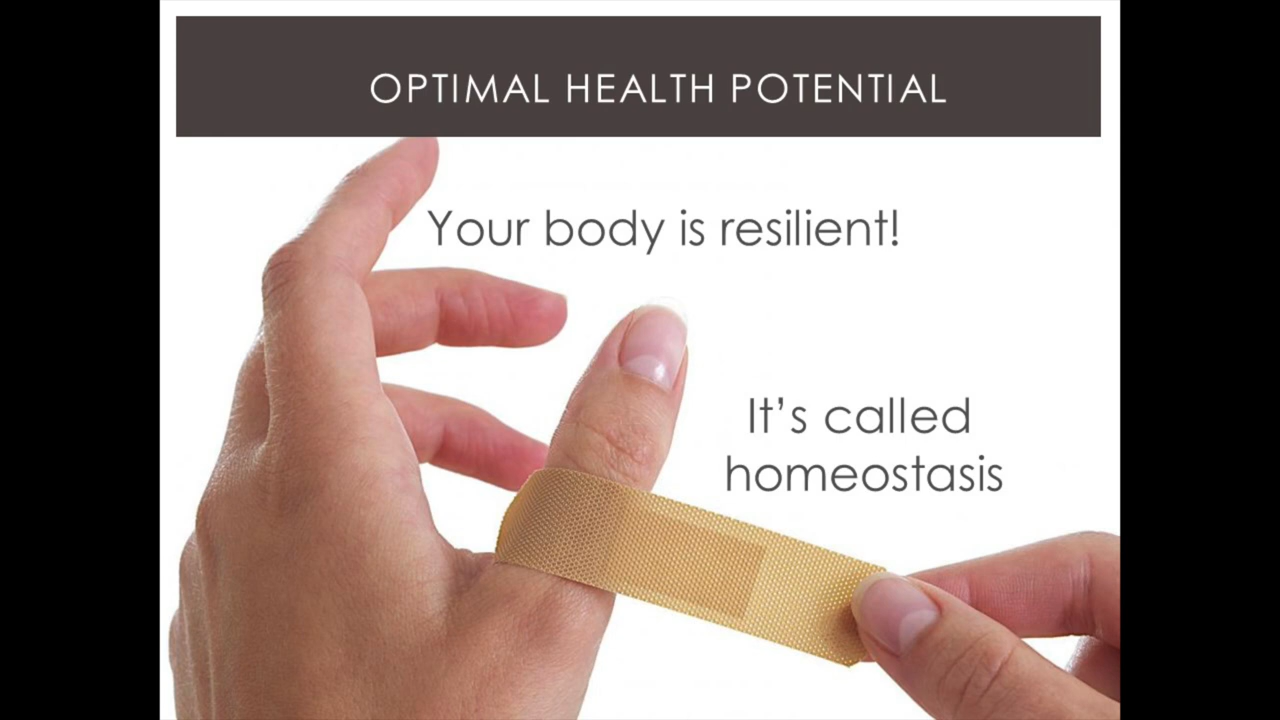 OPTIMAL HEALTH POTENTIAL
Your body is resilient!
It's called
homeostasis